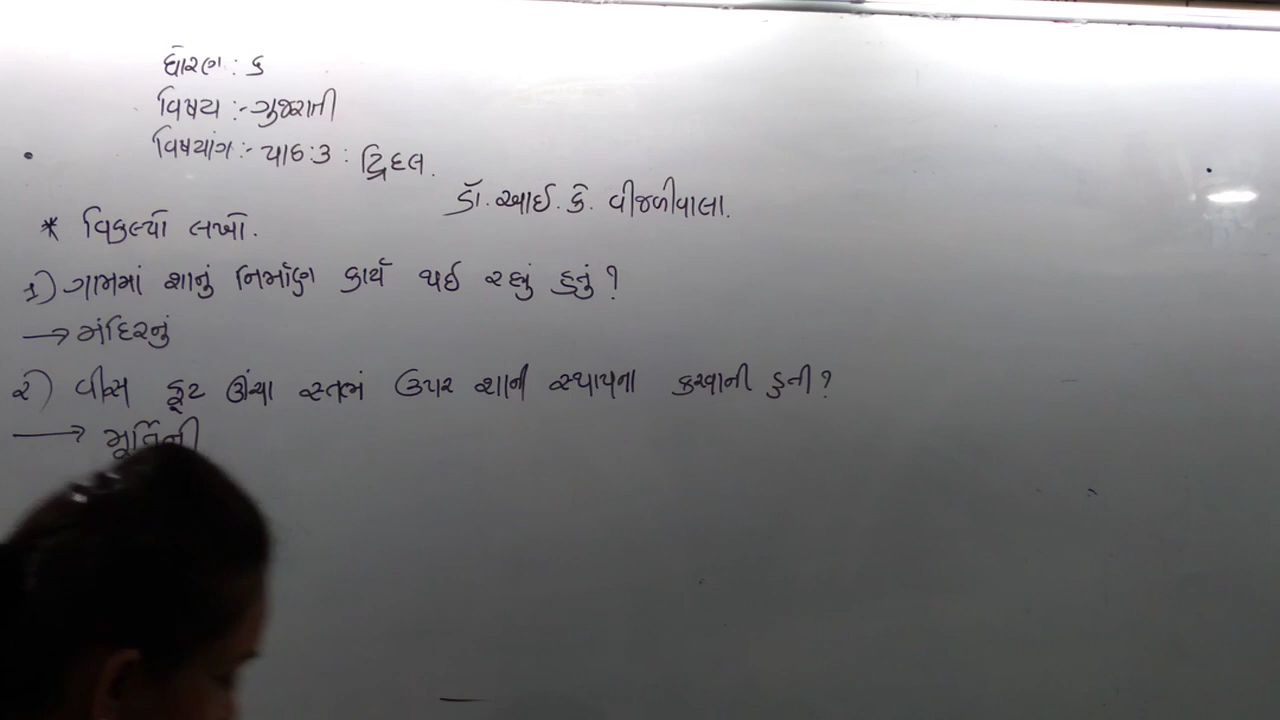 ધોરણ : ૬
વિષય :- ગુજરાતી
વિષયાંગ :- પાઠ : ૩ : દ્વિદલ.
ડૉ. આઈ. કે. વીજળીવાલા.
* વિકલ્પો લખો.
૧) ગામમાં શાનું નિર્માણ કાર્ય થઈ રહ્યું હતું ?
→ મંદિરનું
૨) વીસ ફૂટ ઊંચા સ્તભં ઉપર શાની સ્થાપના કરવાની હતી ?
→ મૂર્તિની